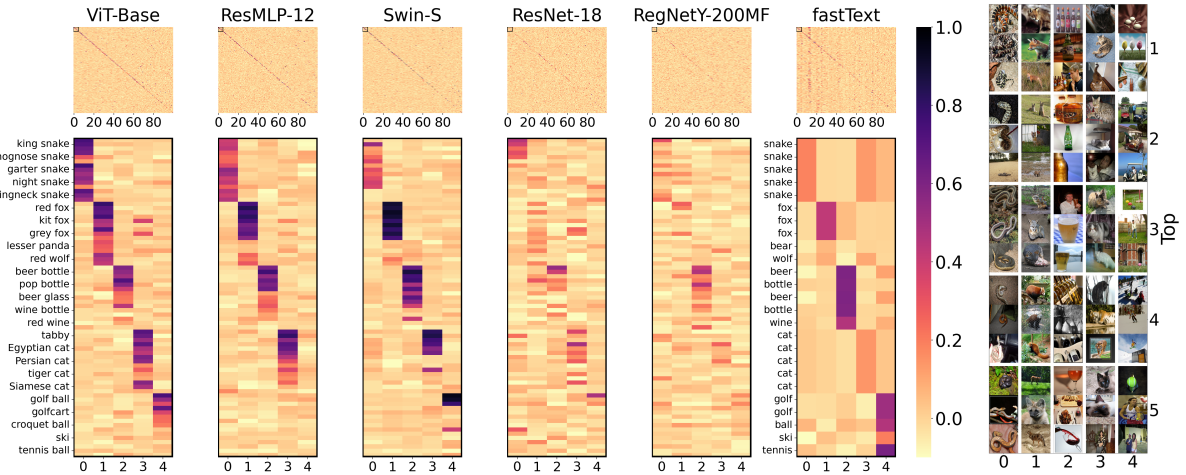 ViT-Base
ResMLP-12
Swin-S
ResNet-18
RegNetY-200MF
fastText
0 20 40 60 80
0 20 40 60 80
0 20 40 60 80
0 20 40 60 80
0 20 40 60 80
0 20 40 60 80
king snake
nognose snake
garter snake
night snake
ingneck snake
red fox
kit fox
grey fox
lesser panda
red wolf
beer bottle
pop bottle
beer glass
wine bottle
red wine
tabby
Egyptian cat
Persian cat
tiger cat
Siamese cat
golf ball
golfcart
croquet ball
ski
tennis ball
0 1 2 3 4
0 1 2 3 4
0 1 2 3 4
0 1 2 3 4
0 1 2 3 4
snake
snake
snake
snake
snake
fox
fox
fox
bear
wolf
beer
bottle
beer
bottle
wine
cat
cat
cat
cat
cat
golf
golf
ball
ski
tennis
0 1 2 3 4
1.0
0.8
0.6
0.4
0.2
0.0
1
2
3
4
5
Top
0 1 2 3 4